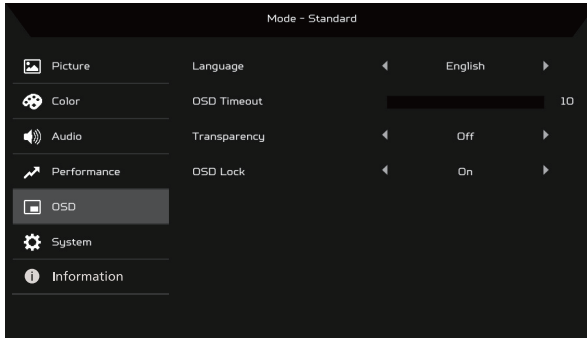 Mode - Standard
Picture
Language English
Color
OSD Timeout 10
Audio
Transparency Off
Performance
OSD Lock On
OSD
System
Information